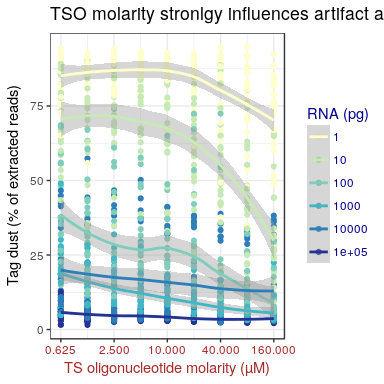 TSO molarity stronlgy influences artifact a
Tag dust (% of extracted reads)
75
50
25
0
0.625 2.500 10.000 40.000 160.000
TS oligonucleotide molarity (μM)
RNA (pg)
1
10
100
1000
10000
1e+05